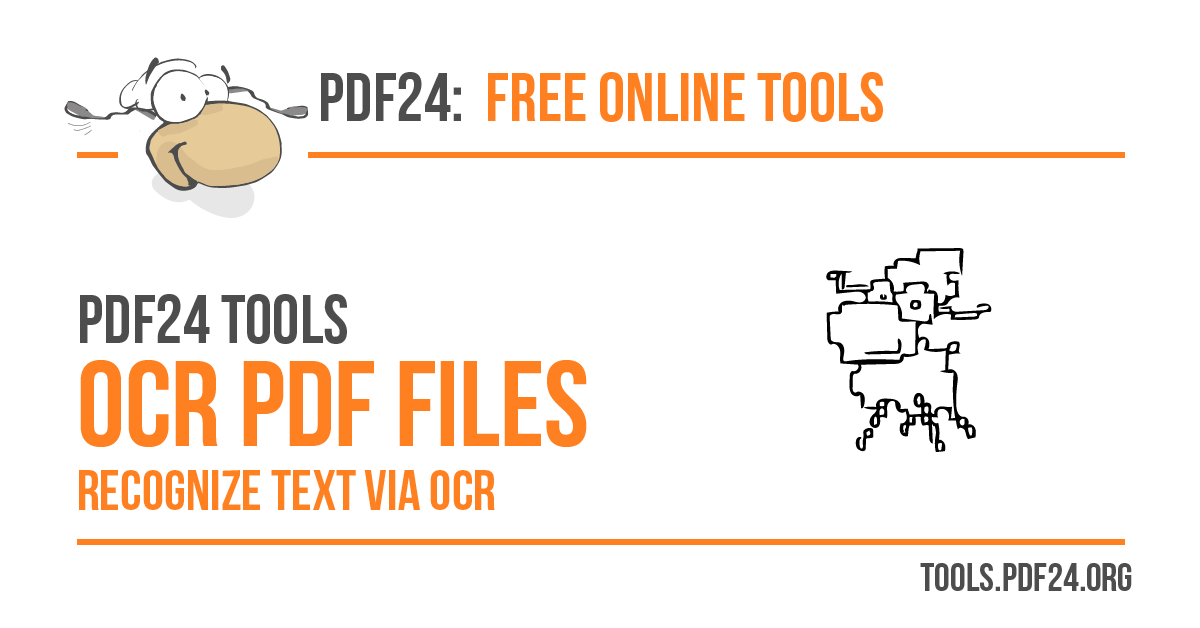 PDF24: FREE ONLINE TOOLS
PDF24 TOOLS
OCR PDF FILES
RECOGNIZE TEXT VIA OCR
TOOLS.PDF24.ORG